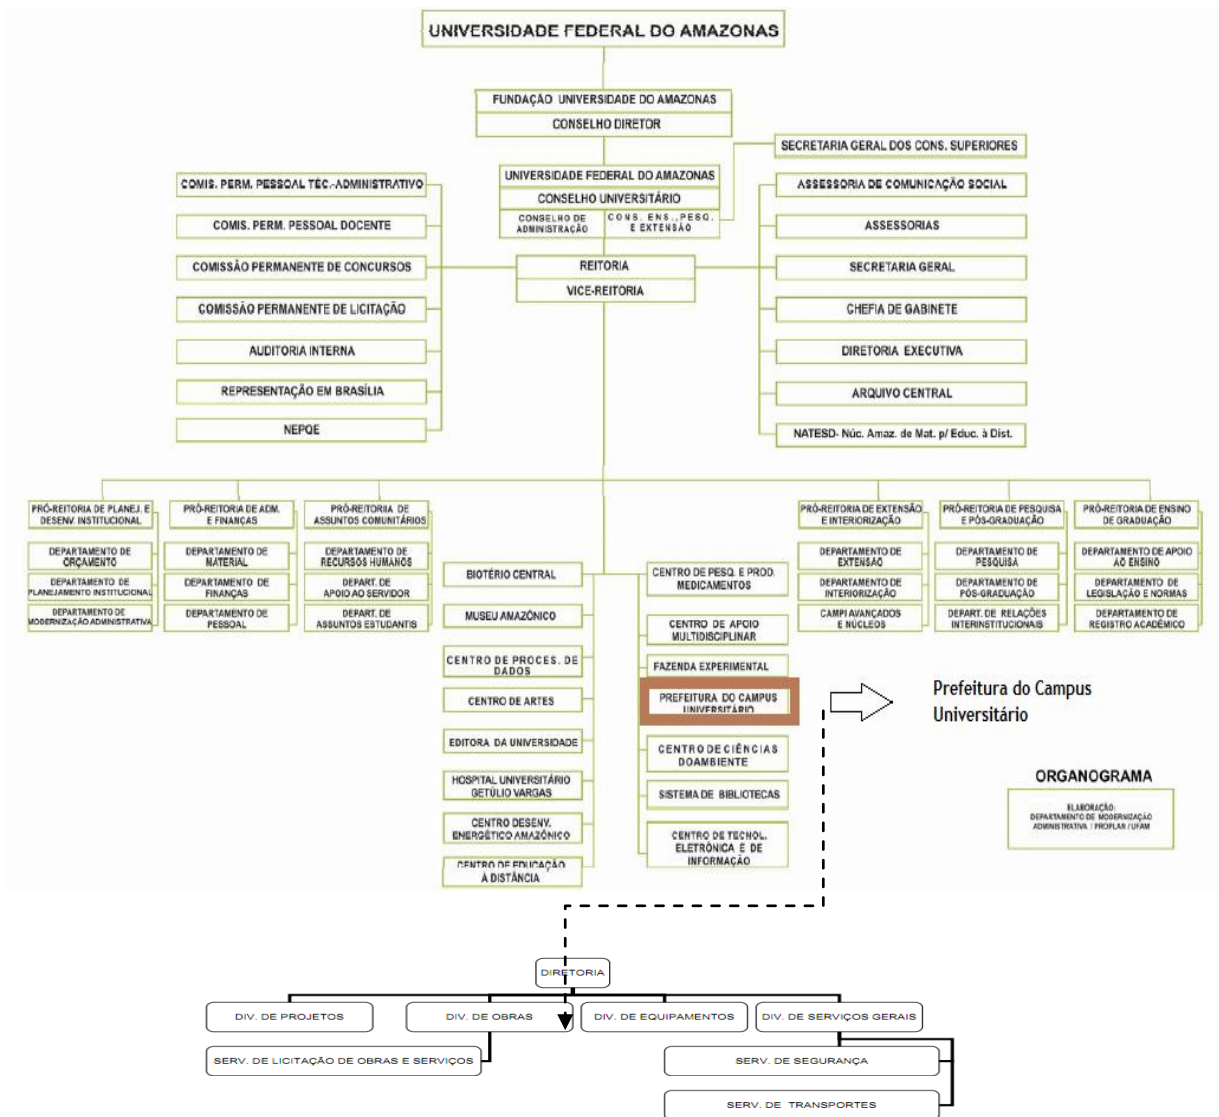 UNIVERSIDADE FEDERAL DO AMAZONAS
FUNDAÇÃO UNIVERSIDADE DO AMAZONAS
CONSELHO DIRETOR
SECRETARIA GERAL DOS CONS. SUPERIORES
UNIVERSIDADE FEDERAL DO AMAZONAS
CONSELHO UNIVERSITÁRIO
CONSELHO DE
ADMINISTRAÇÃO
CONS. ENS., PESQ.
E EXTENSÃO
REITORIA
VICE-REITORIA
COMIS. PERM. PESSOAL TÉC.-ADMINISTRATIVO
COMIS. PERM. PESSOAL DOCENTE
COMISSÃO PERMANENTE DE CONCURSOS
COMISSÃO PERMANENTE DE LICITAÇÃO
AUDITORIA INTERNA
REPRESENTAÇÃO EM BRASÍLIA
NEPQE
ASSESSORIA DE COMUNICAÇÃO SOCIAL
ASSESSORIAS
SECRETARIA GERAL
CHEFIA DE GABINETE
DIRETORIA EXECUTIVA
ARQUIVO CENTRAL
NATESD- Núc. Amaz. de Mat. p/ Educ. à Dist.
PRÓ-REITORIA DE PLANEJ. E
DESENV. INSTITUCIONAL
DEPARTAMENTO DE
ORÇAMENTO
DEPARTAMENTO DE
PLANEJAMENTO INSTITUCIONAL
DEPARTAMENTO DE
MODERNIZAÇÃO ADMINISTRATIVA
PRÓ-REITORIA DE ADM.
E FINANÇAS
DEPARTAMENTO DE
MATERIAL
DEPARTAMENTO DE
FINANÇAS
DEPARTAMENTO DE
PESSOAL
PRÓ-REITORIIA DE
ASSUNTOS COMUNITÁRIOS
DEPARTAMENTO DE
RECURSOS HUMANOS
DEPART. DE
APOIO AO SERVIDOR
DEPART. DE
ASSUNTOS ESTUDANTIS
PRÓ-REITORIA DE EXTENSÃO
E INTERIORIZAÇÃO
DEPARTAMENTO DE
EXTENSAO
DEPARTAMENTO DE
INTERIORIZAÇÃO
CAMPI AVANÇADOS
E NÚCLEOS
PRÓ-REITORIA DE PESQUISA
E PÓS-GRADUAÇÃO
DEPARTAMENTO DE
PESQUISA
DEPARTAMENTO DE
PÓS-GRADUAÇÃO
DEPART. DE RELAÇÕES
INTERINSTITUCIONAIS
PRÓ-REITORIA DE ENSINO
DE GRADUAÇÃO
DEPARTAMENTO DE APOIO
AO ENSINO
DEPARTAMENTO DE
LEGISLAÇÃO E NORMAS
DEPARTAMENTO DE
REGISTRO ACADÊMICO
BIOTÉRIO CENTRAL
MUSEU AMAZÔNICO
CENTRO DE PROCES. DE
DADOS
CENTRO DE ARTES
EDITORA DA UNIVERSIDADE
HOSPITAL UNIVERSITÁRIO
GETÚLIO VARGAS
CENTRO DESENV.
ENERGÉTICO AMAZÔNICO
CENTRO DE EDUCAÇÃO
À DISTÂNCIA
CENTRO DE PESQ. E PROD.
MEDICAMENTOS
CENTRO DE APOIO
MULTIDISCIPLINAR
FAZENDA EXPERIMENTAL
PREFEITURA DO CAMPUS
UNIVERSITÁRIO
CENTRO DE CIÊNCIAS
DOAMBIENTE
SISTEMA DE BIBLIOTECAS
CENTRO DE TECNOL.
ELETRÔNICA E DE
INFORMAÇÃO
Prefeitura do Campus
Universitário
ORGANOGRAMA
ELABORAÇÃO:
DEPARTAMENTO DE MODERNIZAÇÃO
ADMINISTRATIVA / PROPLAN / UFAM
DIRETORIA
DIV. DE PROJETOS
DIV. DE OBRAS
DIV. DE EQUIPAMENTOS
DIV. DE SERVIÇOS GERAIS
SERV. DE LICITAÇÃO DE OBRAS E SERVIÇOS
SERV. DE SEGURANÇA
SERV. DE TRANSPORTES